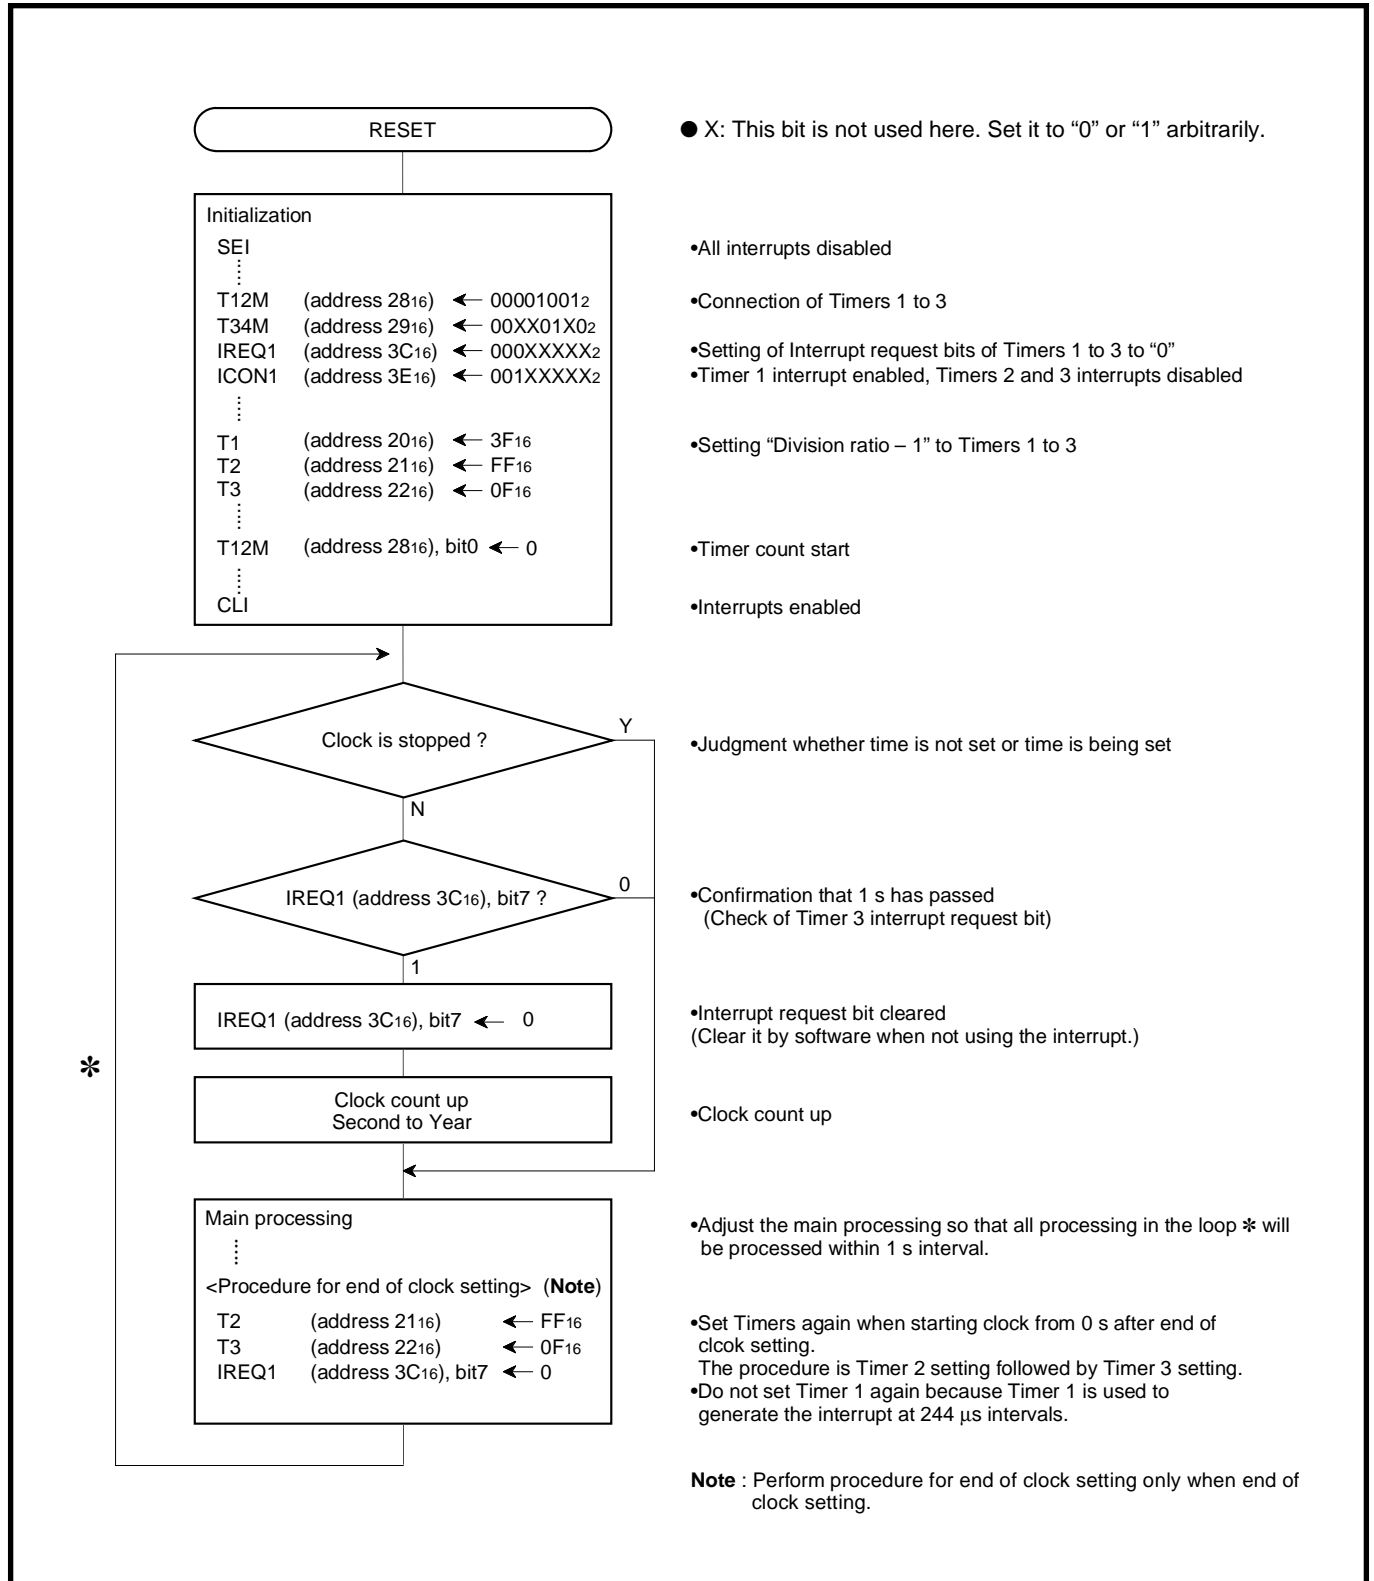 RESET
● X: This bit is not used here. Set it to “0” or “1” arbitrarily.
Initialization
SEI
•All interrupts disabled
T12M (address 2816) ← 000010012
•Connection of Timers 1 to 3
T34M (address 2916) ← 00XX01X02
IREQ1 (address 3C16) ← 000XXXXX2
•Setting of Interrupt request bits of Timers 1 to 3 to “0”
ICON1 (address 3E16) ← 001XXXXX2
•Timer 1 interrupt enabled, Timers 2 and 3 interrupts disabled
T1 (address 2016) ← 3F16
•Setting “Division ratio – 1” to Timers 1 to 3
T2 (address 2116) ← FF16
T3 (address 2216) ← 0F16
T12M (address 2816), bit0 ← 0
•Timer count start
CLI
•Interrupts enabled
Clock is stopped ?
Y
•Judgment whether time is not set or time is being set
N
IREQ1 (address 3C16), bit7 ?
0
•Confirmation that 1 s has passed
(Check of Timer 3 interrupt request bit)
1
IREQ1 (address 3C16), bit7 ← 0
•Interrupt request bit cleared
(Clear it by software when not using the interrupt.)
✻
Clock count up
Second to Year
•Clock count up
Main processing
•Adjust the main processing so that all processing in the loop ✻ will
be processed within 1 s interval.
<Procedure for end of clock setting> (Note)
T2 (address 2116) ← FF16
T3 (address 2216) ← 0F16
IREQ1 (address 3C16), bit7 ← 0
•Set Timers again when starting clock from 0 s after end of
clcok setting.
The procedure is Timer 2 setting followed by Timer 3 setting.
•Do not set Timer 1 again because Timer 1 is used to
generate the interrupt at 244 μs intervals.
Note : Perform procedure for end of clock setting only when end of
clock setting.